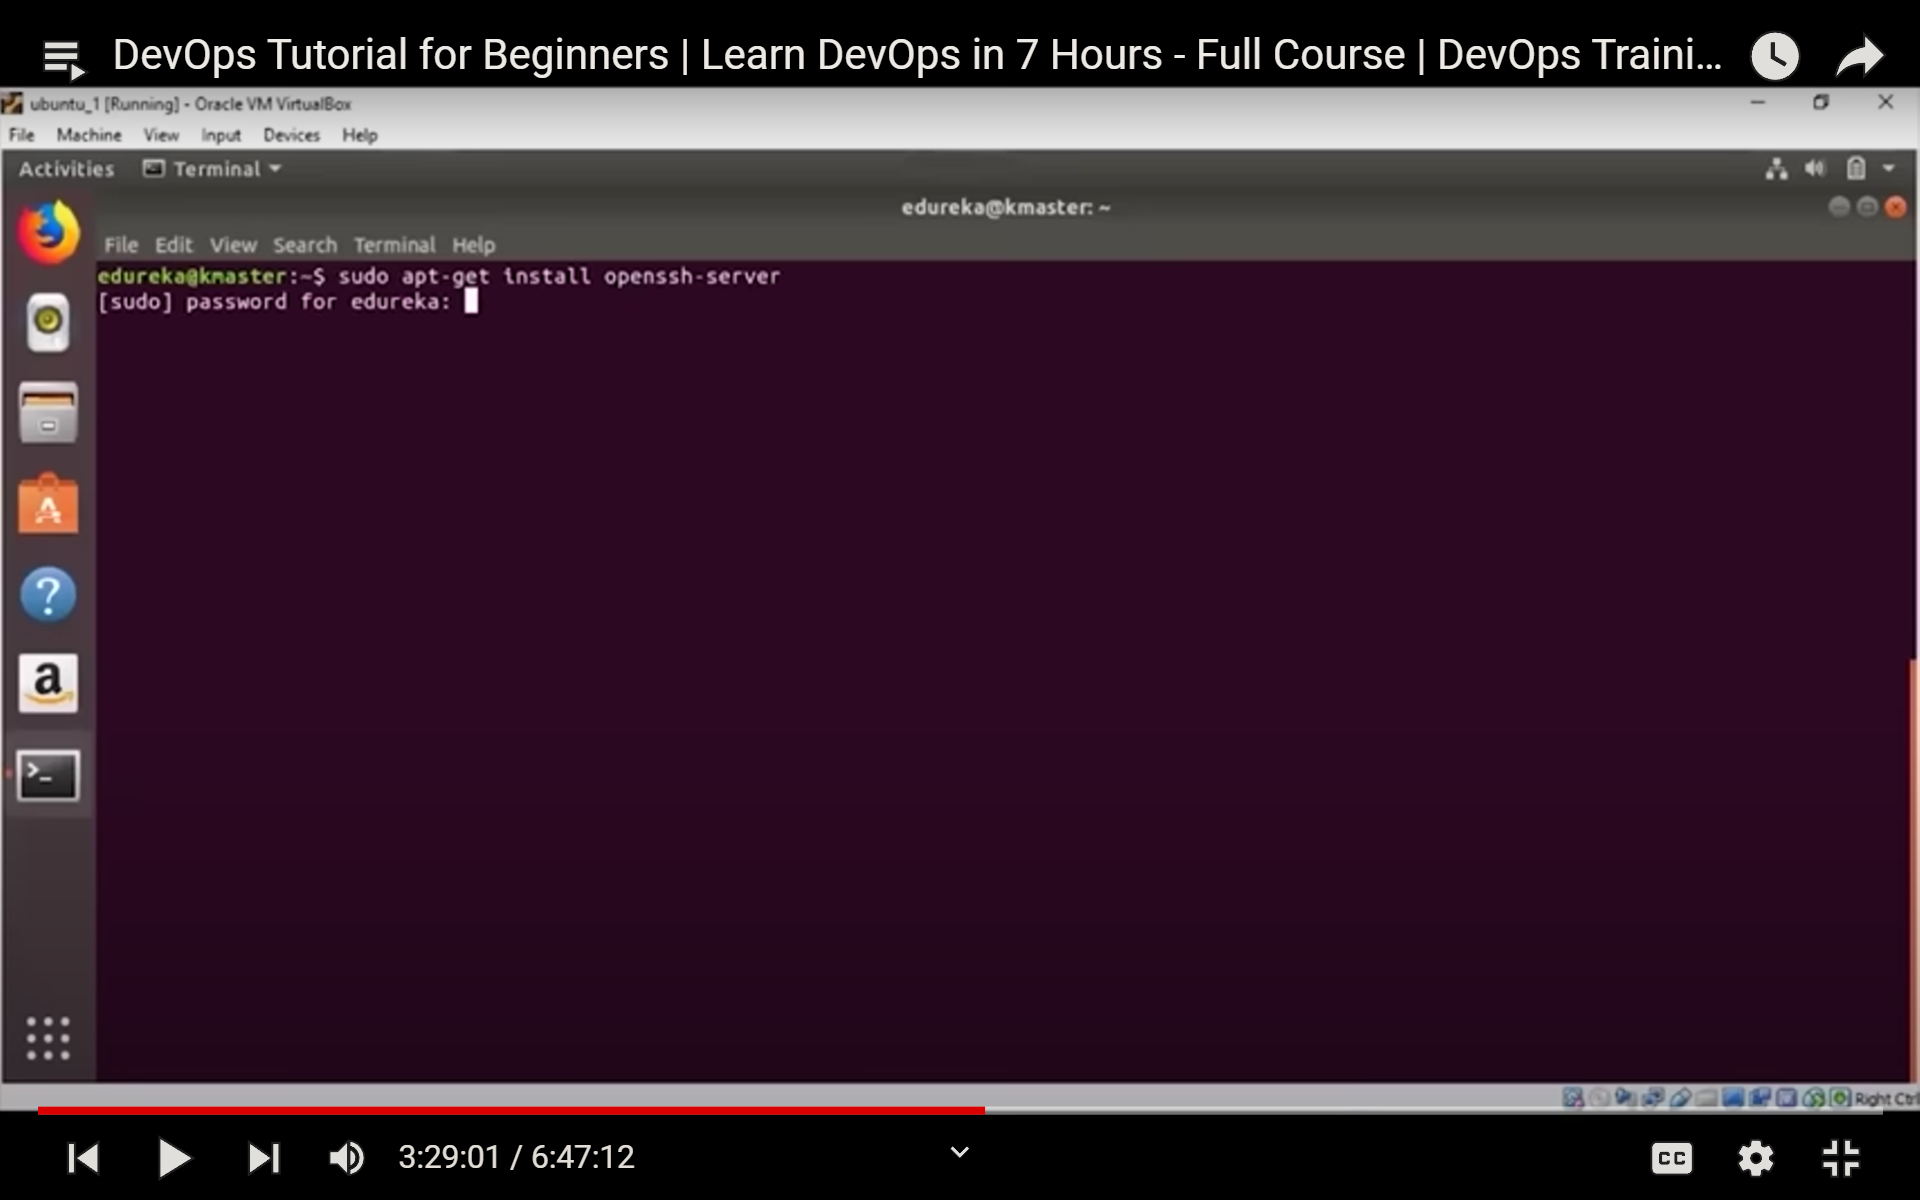 DevOps Tutorial for Beginners | Learn DevOps in 7 Hours - Full Course | DevOps Traini...
ubuntu_1 [Running] - Oracle VM VirtualBox
File Machine View Input Devices Help
Activities Terminal
edureka@kmaster: ~
File Edit View Search Terminal Help
edureka@kmaster:~$ sudo apt-get install openssh-server
[sudo] password for edureka:
A
?
a
>_
Right Ctrl
3:29:01 / 6:47:12
CC